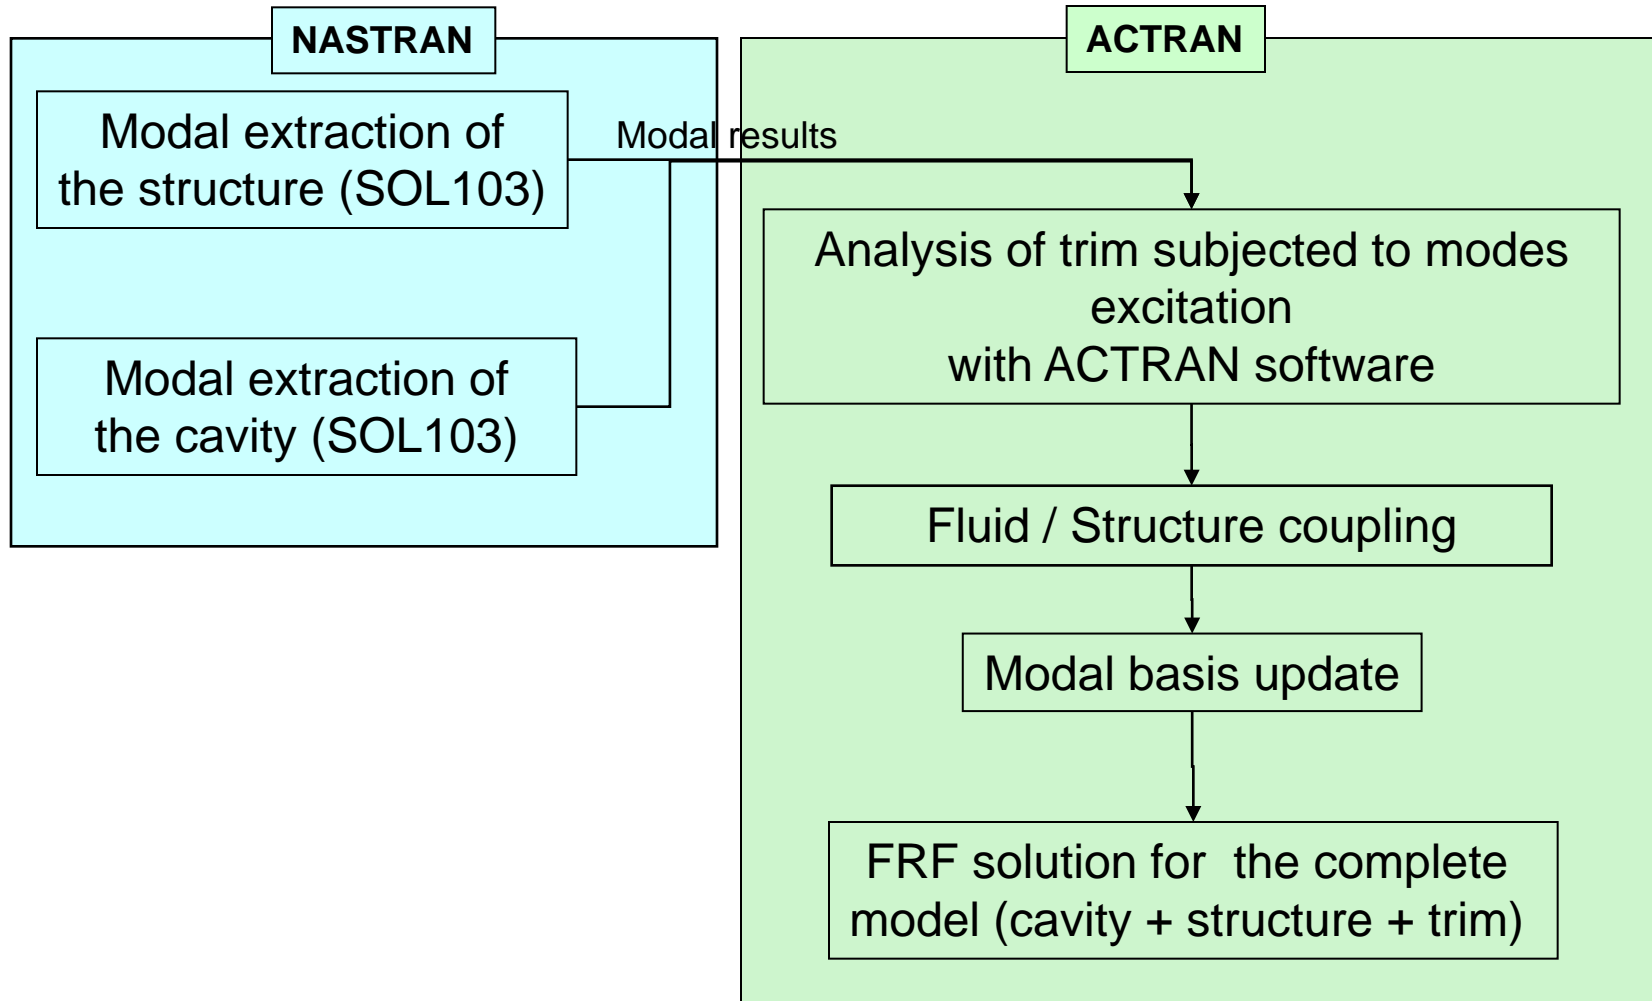 NASTRAN
Modal extraction of
the structure (SOL103)
Modal extraction of
the cavity (SOL103)
Modal results
ACTRAN
Analysis of trim subjected to modes
excitation
with ACTRAN software
Fluid / Structure coupling
Modal basis update
FRF solution for  the complete
model (cavity + structure + trim)